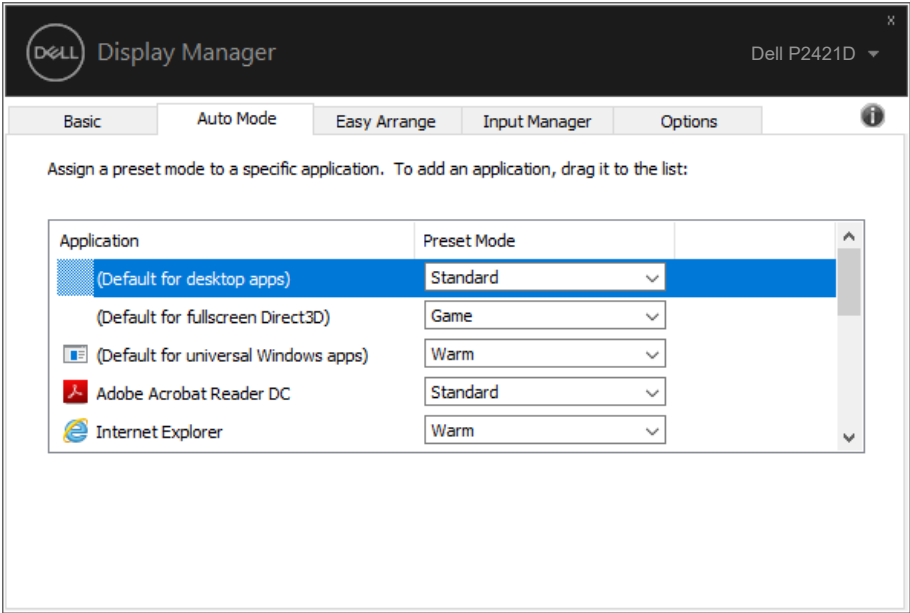 x
DELL Display Manager
Dell P2421D
Basic Auto Mode Easy Arrange Input Manager Options
Assign a preset mode to a specific application. To add an application, drag it to the list:
Application Preset Mode
(Default for desktop apps) Standard
(Default for fullscreen Direct3D) Game
(Default for universal Windows apps) Warm
Adobe Acrobat Reader DC Standard
Internet Explorer Warm